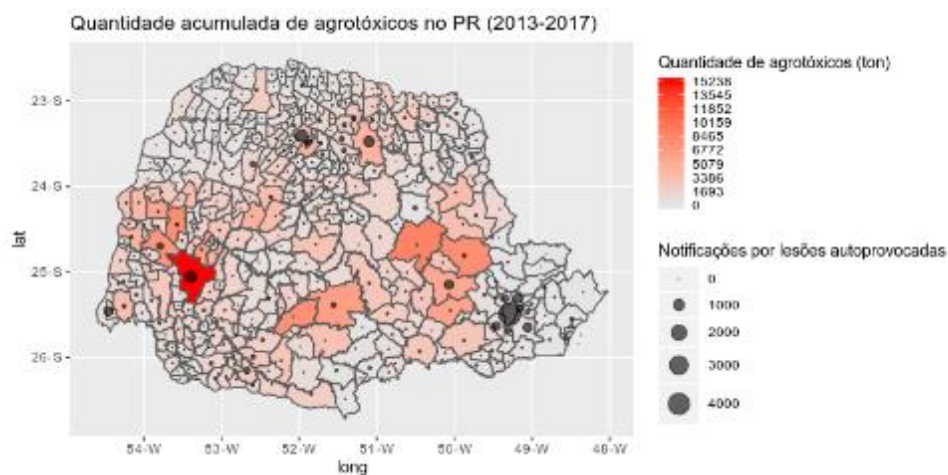 Quantidade acumulada de agrotóxicos no PR (2013-2017)
Quantidade de agrotóxicos (ton)
15238
13545
11852
10159
8465
6772
5079
3386
1693
0
Notificações por lesões autoprovocadas
0
1000
2000
3000
4000
23-S
24-S
25-S
26-S
lat
54-W
53-W
52-W
51-W
50-W
49-W
48-W
long